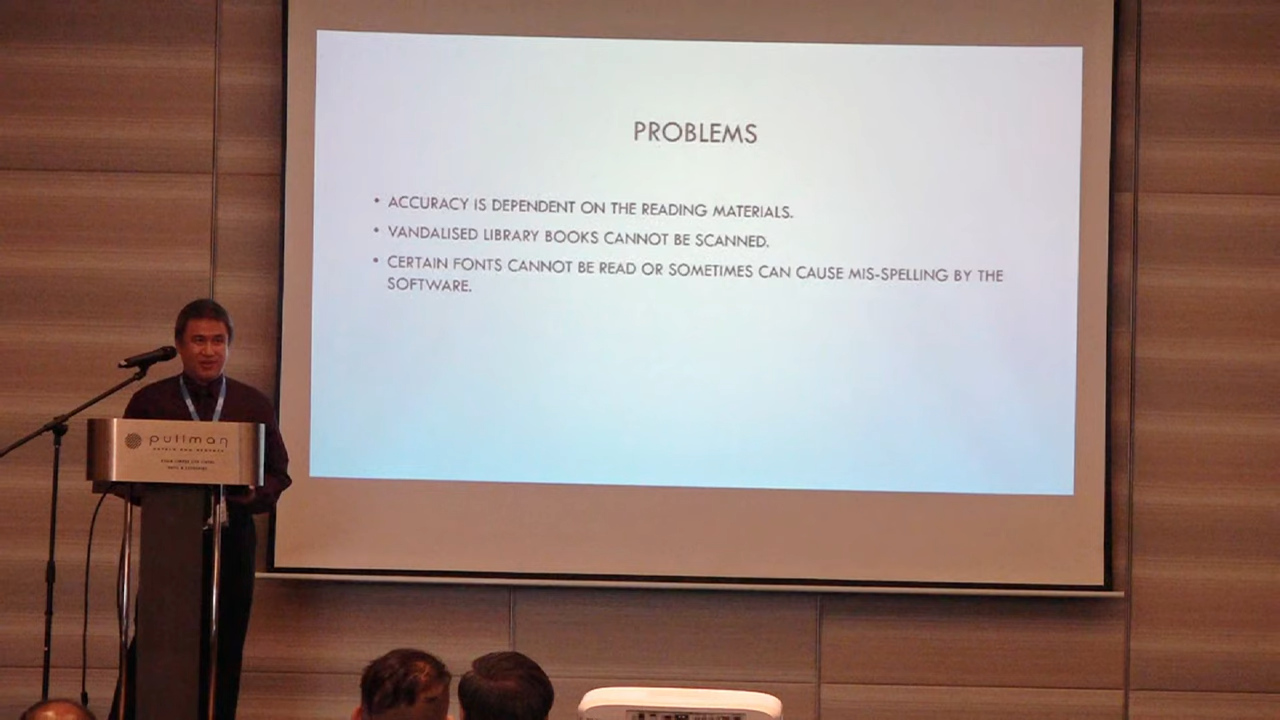 PROBLEMS
• ACCURACY IS DEPENDENT ON THE READING MATERIALS.
• VANDALISED LIBRARY BOOKS CANNOT BE SCANNED.
• CERTAIN FONTS CANNOT BE READ OR SOMETIMES CAN CAUSE MIS-SPELLING BY THE
SOFTWARE.
pullman